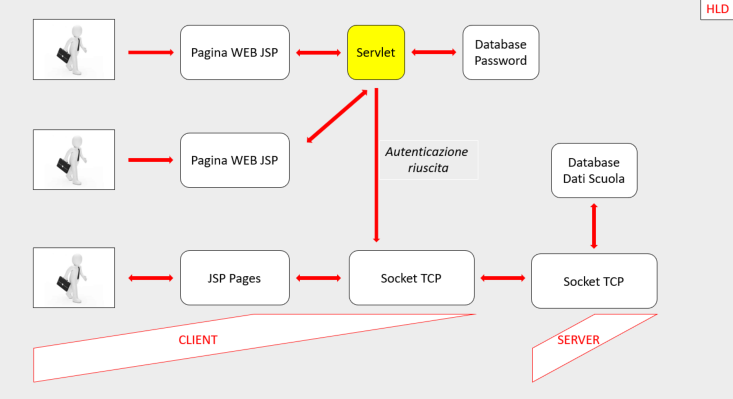 HLD
Pagina WEB JSP
Servlet
Database
Password
Pagina WEB JSP
Autenticazione
riuscita
Database
Dati Scuola
JSP Pages
Socket TCP
Socket TCP
CLIENT
SERVER